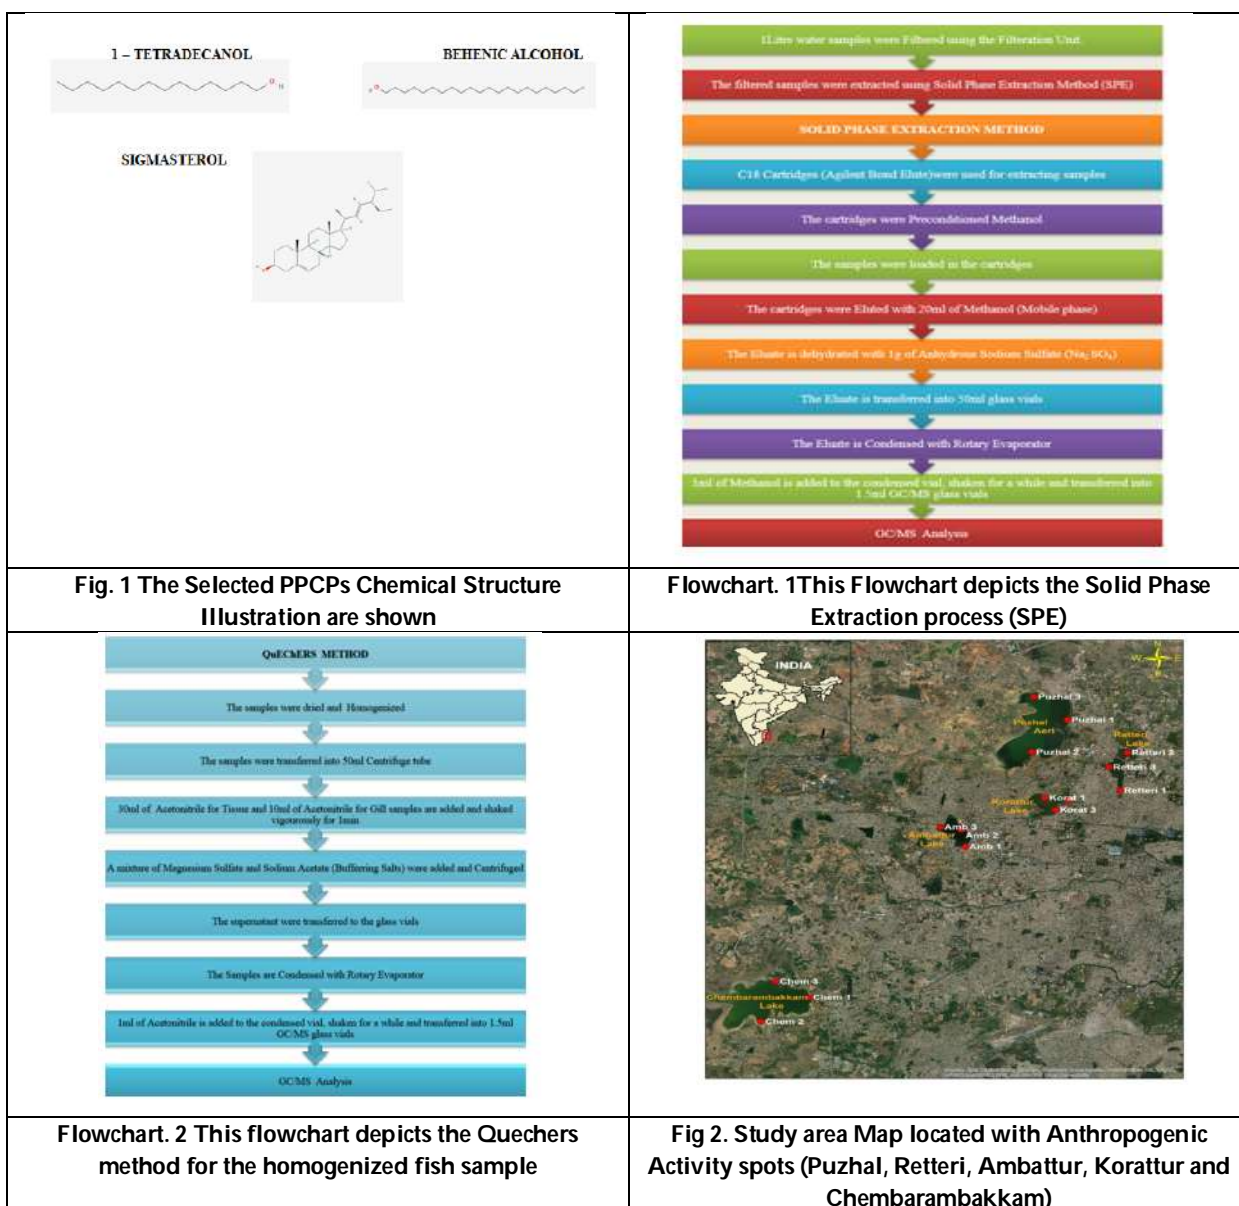 1 – TETRADECANOL
BEHENIC ALCOHOL
SIGMASTEROL
Fig. 1 The Selected PPCPs Chemical Structure
Illustration are shown
1Litre water samples were Filtered using the Filteration Unit.
The filtered samples were extracted using Solid Phase Extraction Method (SPE)
SOLID PHASE EXTRACTION METHOD
C18 Cartridges (Agilent Bond Elute)were used for extracting samples
The cartridges were Preconditioned Methanol
The samples were loaded in the cartridges
The cartridges were Eluted with 20ml of Methanol (Mobile phase)
The Eluate is dehydrated with 1g of Anhydrous Sodium Sulfate (Na2 SO4)
The Eluate is transferred into 50ml glass vials
The Eluate is Condensed with Rotary Evaporator
of Methanol is added to the condensed vial, shaken for a while and transferred into
1.5ml GC/MS glass vials
GC/MS Analysis
Flowchart. 1This Flowchart depicts the Solid Phase
Extraction process (SPE)
QuEChERS METHOD
The samples were dried and Homogenized
The samples were transferred into 50ml Centrifuge tube
of Acetonitrile for Tissue and 10ml of Acetonitrile for Gill samples are added and shaked
vigourously for 1min
A mixture of Megnesium Sulfate and Sodium Acetate (Buffering Salts) were added and Centrifuged
The supernatant were transferred to the glass vials
The Samples are Condensed with Rotary Evaporator
1ml of Acetonitrile is added to the condensed vial, shaken for a while and transferred into 1.5ml
GC/MS glass vials
GC/MS Analysis
Flowchart. 2 This flowchart depicts the Quechers
method for the homogenized fish sample
INDIA
N
W
E
Puzhal 3
Puzhal
Aeri
Puzhal 1
Puzhal 2
Retteri
Lake
Retteri 2
Retteri 3
Retteri 1
Korattur
Lake
Korat 1
Korat 3
Ambattur
Lake
Amb 3
Amb 2
Amb 1
Chembarambakkam
Lake
Chem 3
Chem 1
Chem 2
Fig 2. Study area Map located with Anthropogenic
Activity spots (Puzhal, Retteri, Ambattur, Korattur and
Chembarambakkam)